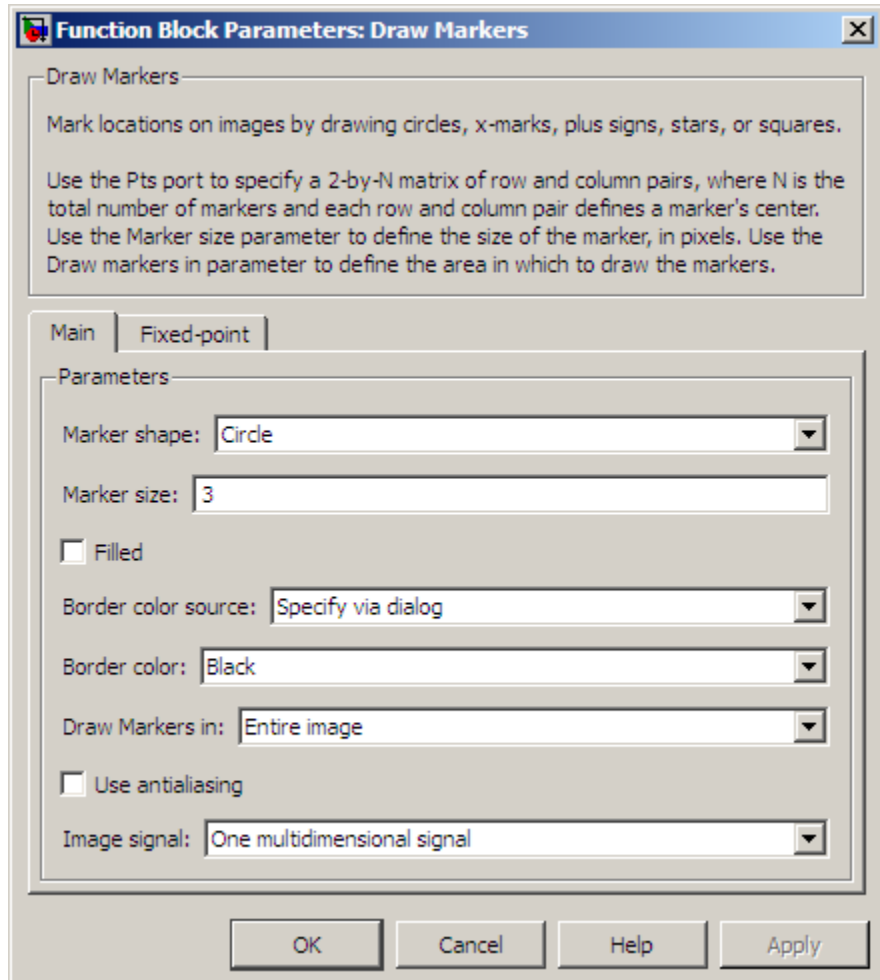 Function Block Parameters: Draw Markers
Draw Markers
Mark locations on images by drawing circles, x-marks, plus signs, stars, or squares.
Use the Pts port to specify a 2-by-N matrix of row and column pairs, where N is the
total number of markers and each row and column pair defines a marker's center.
Use the Marker size parameter to define the size of the marker, in pixels. Use the
Draw markers in parameter to define the area in which to draw the markers.
Main Fixed-point
Parameters
Marker shape: Circle
Marker size: 3
Filled
Border color source: Specify via dialog
Border color: Black
Draw Markers in: Entire image
Use antialiasing
Image signal: One multidimensional signal
OK Cancel Help Apply